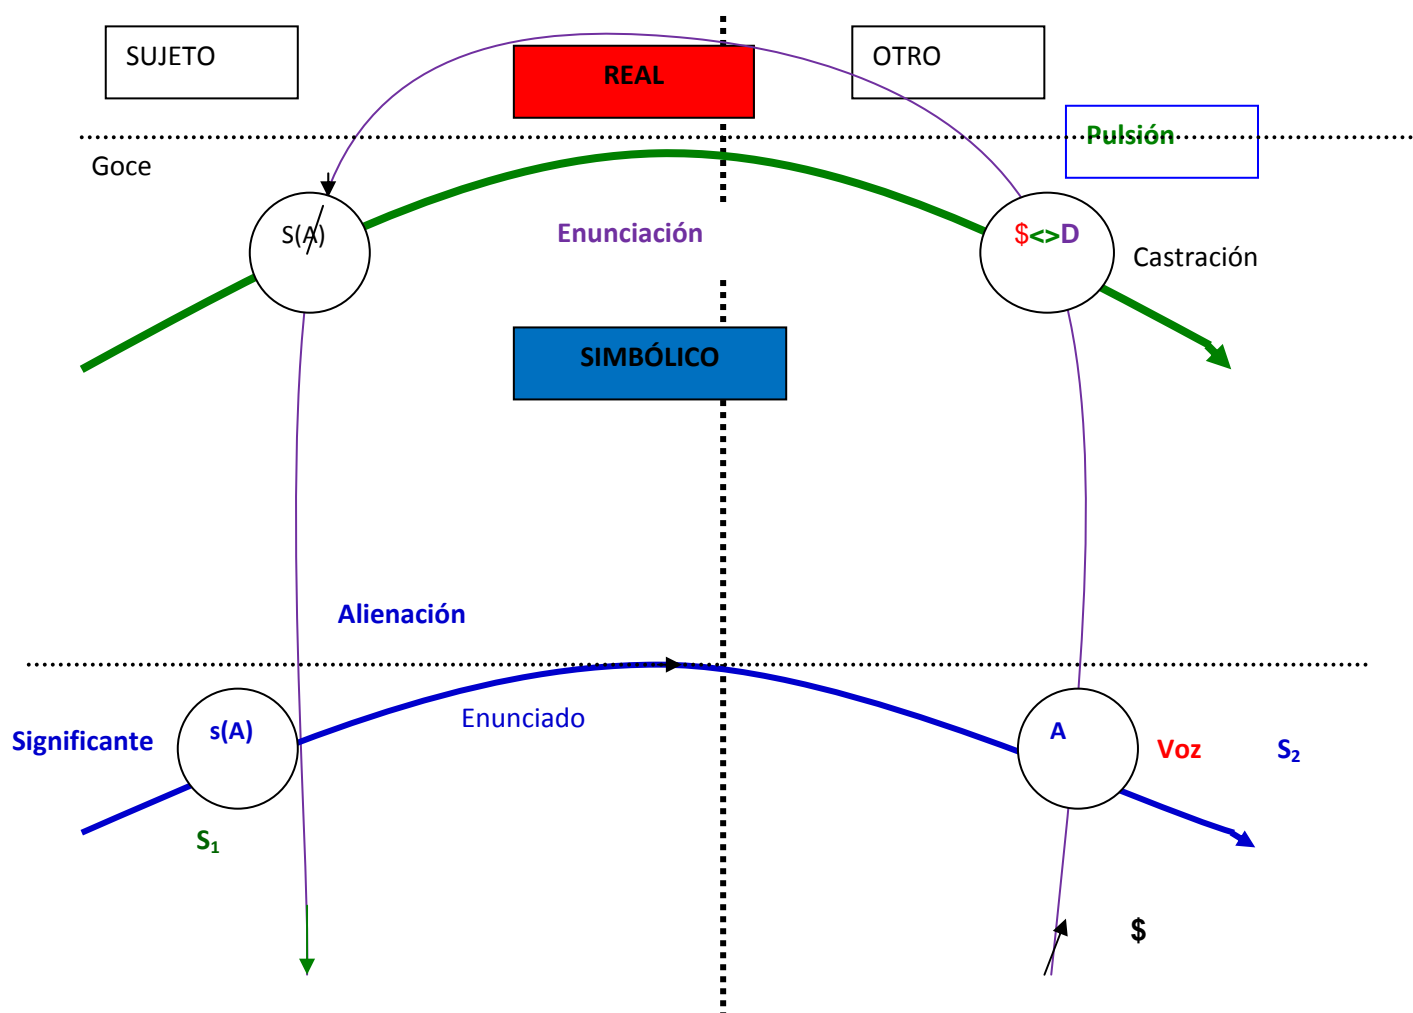 SUJETO
REAL
OTRO
Pulsión
Goce
S(A̸)
Enunciación
$<>D
Castración
SIMBÓLICO
Alienación
Significante
s(A)
Enunciado
A
Voz
S₂
S₁
$